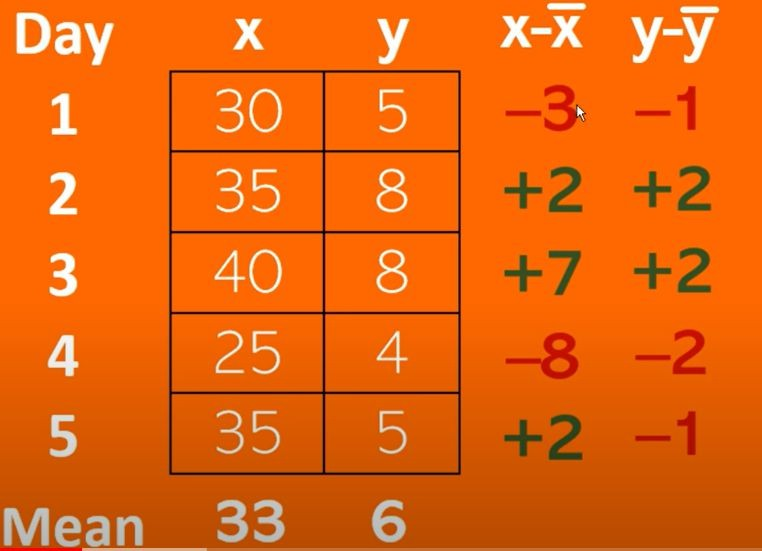 Day x y x-x̅ y-y̅
1 30 5 –3 –1
2 35 8 +2 +2
3 40 8 +7 +2
4 25 4 –8 –2
5 35 5 +2 –1
Mean 33 6